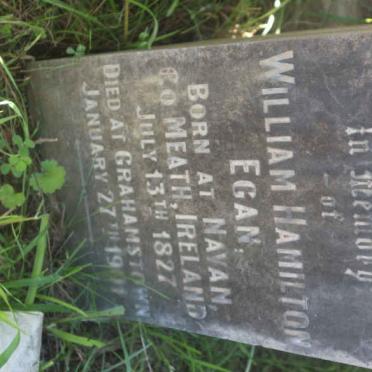 In Memory
– of –
WILLIAM HAMILTON
EGAN,
BORN AT NAVAN,
CO MEATH, IRELAND
JULY 13TH 1827
DIED AT GRAHAMSTOWN
JANUARY 27TH